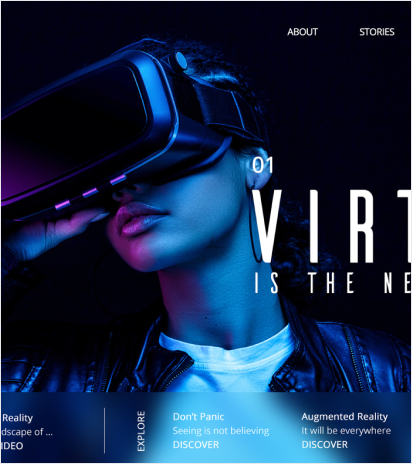 ABOUT STORIES
01
VIRT
IS THE NE
Reality
dscape of ...
IDEO
EXPLORE
Don't Panic
Seeing is not believing
DISCOVER
Augmented Reality
It will be everywhere
DISCOVER